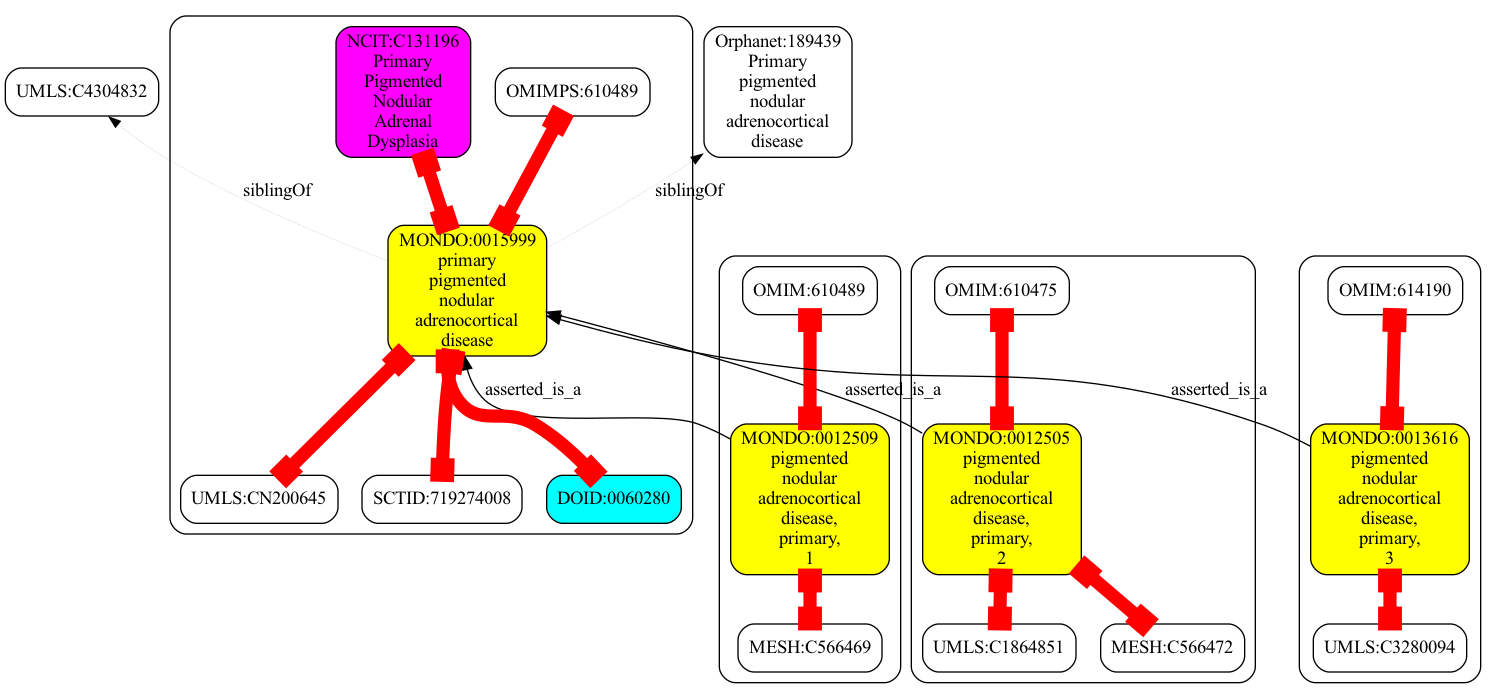 UMLS:C4304832
NCIT:C131196
Primary
Pigmented
Nodular
Adrenal
Dysplasia
OMIMPS:610489
Orphanet:189439
Primary
pigmented
nodular
adrenocortical
disease
siblingOf
siblingOf
MONDO:0015999
primary
pigmented
nodular
adrenocortical
disease
OMIM:610489
OMIM:610475
OMIM:614190
asserted_is_a
asserted_is_a
asserted_is_a
UMLS:CN200645
SCTID:719274008
DOID:0060280
MONDO:0012509
pigmented
nodular
adrenocortical
disease,
primary,
1
MONDO:0012505
pigmented
nodular
adrenocortical
disease,
primary,
2
MONDO:0013616
pigmented
nodular
adrenocortical
disease,
primary,
3
MESH:C566469
UMLS:C1864851
MESH:C566472
UMLS:C3280094